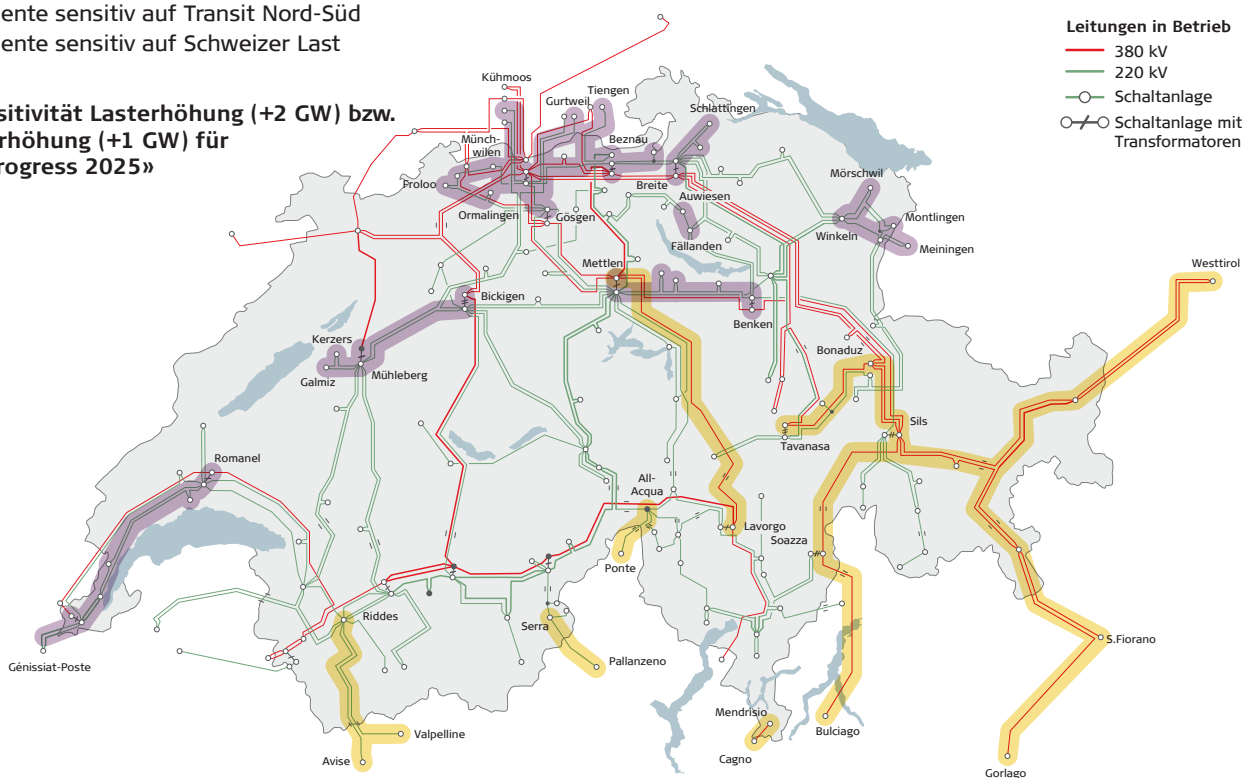 ente sensitiv auf Transit Nord-Süd
ente sensitiv auf Schweizer Last
sitivität Lasterhöhung (+2 GW) bzw.
erhöhung (+1 GW) für
rogress 2025»
Leitungen in Betrieb
380 kV
220 kV
Schaltanlage
Schaltanlage mit
Transformatoren
Kühmoos
Tiengen
Gurtweil
Schlattingen
Münch-
wilen
Beznau
Froloo
Breite
Mörschwil
Auwiesen
Ormalingen
Gösgen
Montlingen
Winkeln
Fällanden
Meiningen
Mettlen
Westtirol
Bickigen
Benken
Kerzers
Bonaduz
Galmiz
Mühleberg
Sils
Tavanasa
Romanel
All-
Acqua
Lavorgo
Soazza
Ponte
Riddes
Serra
S.Fiorano
Génissiat-Poste
Pallanzeno
Mendrisio
Valpelline
Bulciago
Avise
Cagno
Gorlago